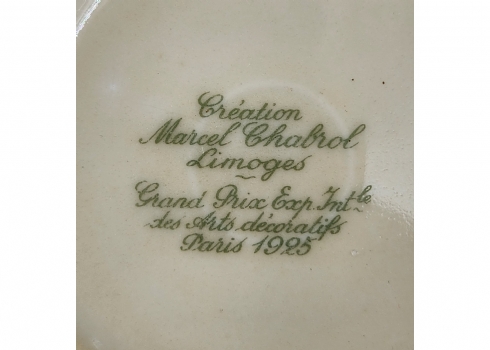 Création
Marcel Chabrol
Limoges
~
Grand Prix Exp. Intle
des Arts décoratifs
Paris 1925